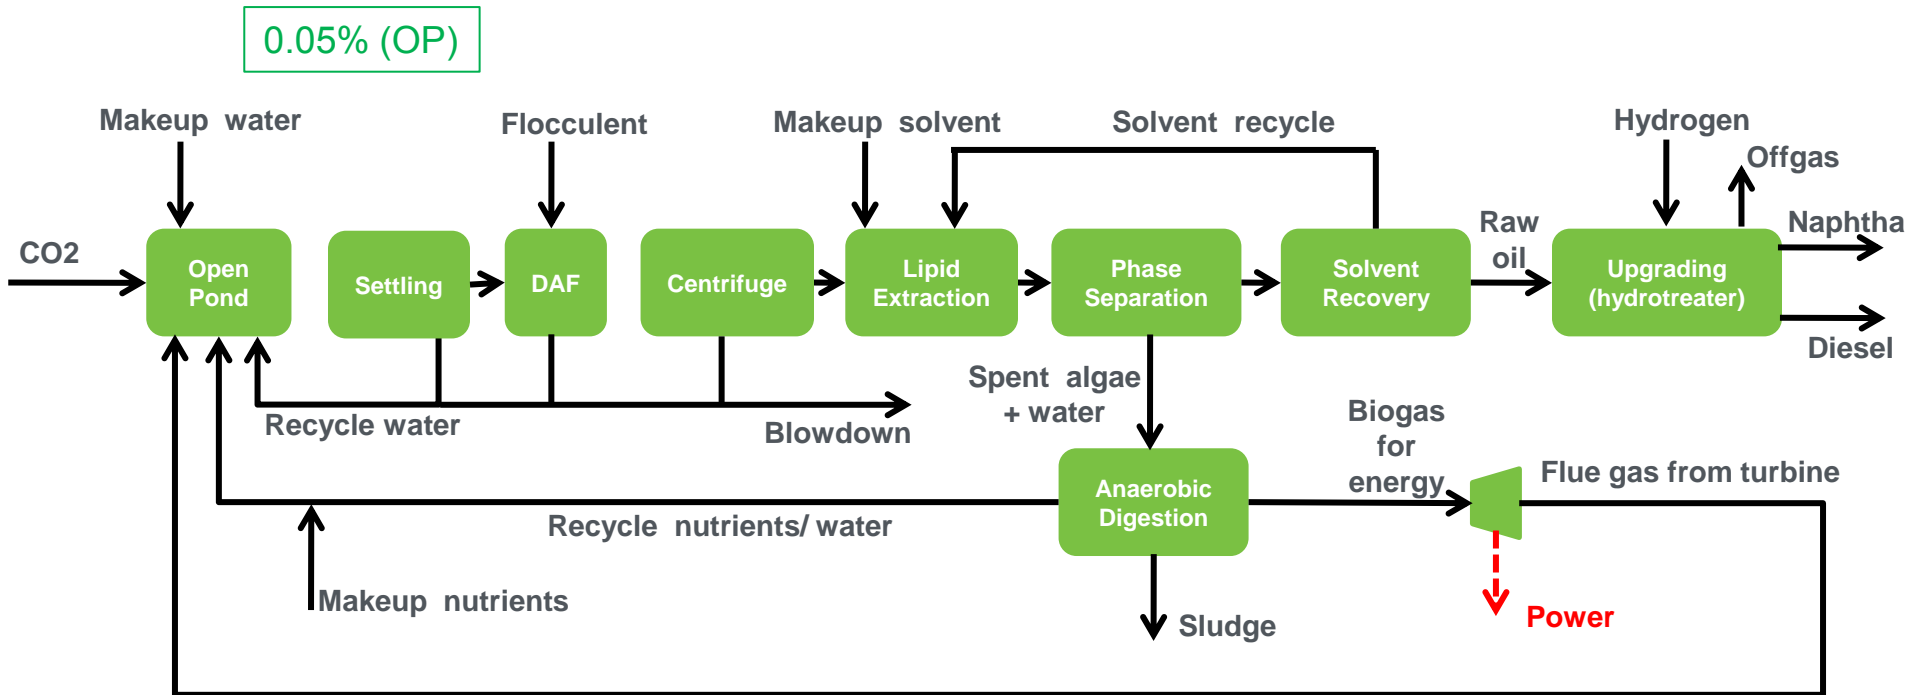 0.05% (OP)
Makeup water
Flocculent
Makeup solvent
Solvent recycle
Hydrogen
Offgas
CO2
Open
Pond
Settling
DAF
Centrifuge
Lipid
Extraction
Phase
Separation
Solvent
Recovery
Raw
oil
Upgrading
(hydrotreater)
Naphtha
Diesel
Recycle water
Blowdown
Spent algae
+ water
Biogas
for
energy
Flue gas from turbine
Anaerobic
Digestion
Recycle nutrients/ water
Makeup nutrients
Sludge
Power